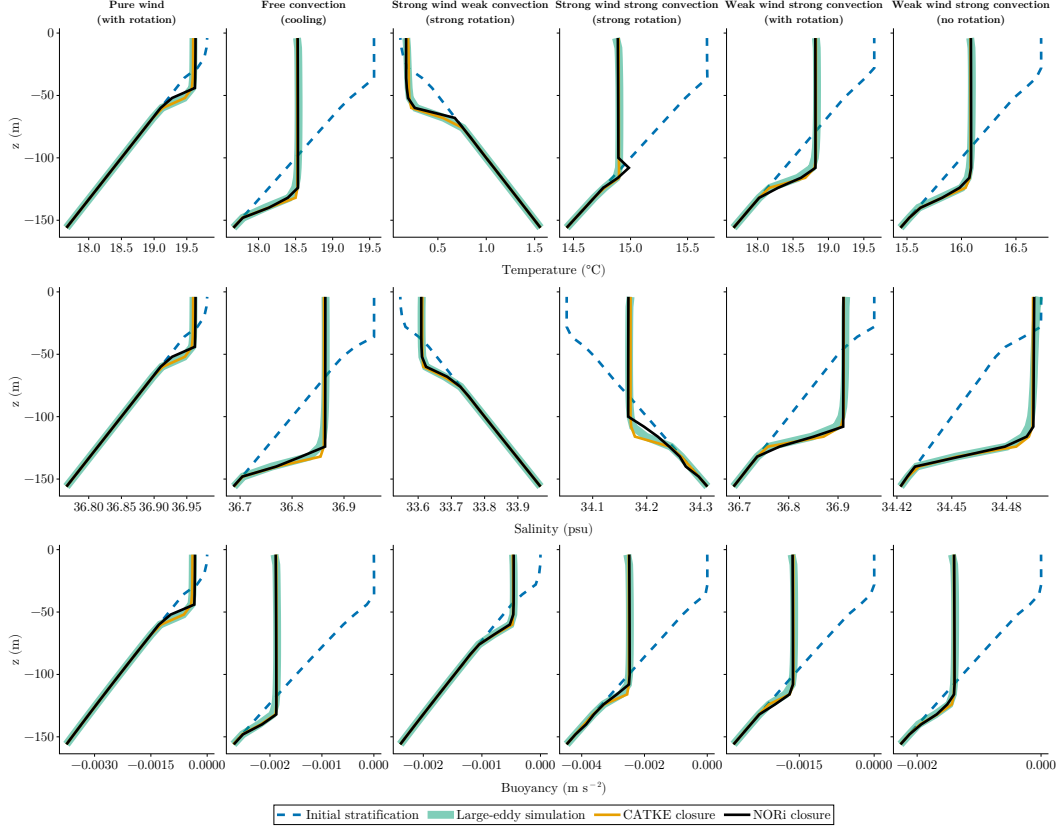 Pure wind
(with rotation)
Free convection
(cooling)
Strong wind weak convection
(strong rotation)
Strong wind strong convection
(strong rotation)
Weak wind strong convection
(with rotation)
Weak wind strong convection
(no rotation)
z (m)
0
−50
−100
−150
18.0 18.5 19.0 19.5
18.0 18.5 19.0 19.5
0.5 1.0 1.5
14.5 15.0 15.5
18.0 18.5 19.0 19.5
15.5 16.0 16.5
Temperature (°C)
z (m)
0
−50
−100
−150
36.80 36.85 36.90 36.95
36.7 36.8 36.9
33.6 33.7 33.8 33.9
34.1 34.2 34.3
36.7 36.8 36.9
34.42 34.45 34.48
Salinity (psu)
z (m)
0
−50
−100
−150
−0.0030 −0.0015 0.0000
−0.002 −0.001 0.000
−0.002 −0.001 0.000
−0.004 −0.002 0.000
−0.0015 0.0000
−0.002 0.000
Buoyancy (m s⁻²)
Initial stratification Large-eddy simulation CATKE closure NORi closure